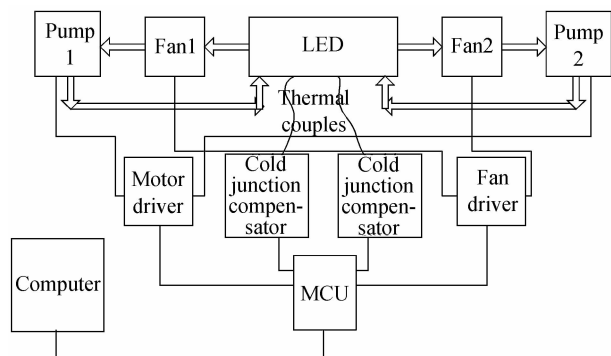 Pump
1
Fan1
LED
Fan2
Pump
2
Thermal
couples
Motor
driver
Cold
junction
compen-
sator
Cold
junction
compen-
sator
Fan
driver
Computer
MCU